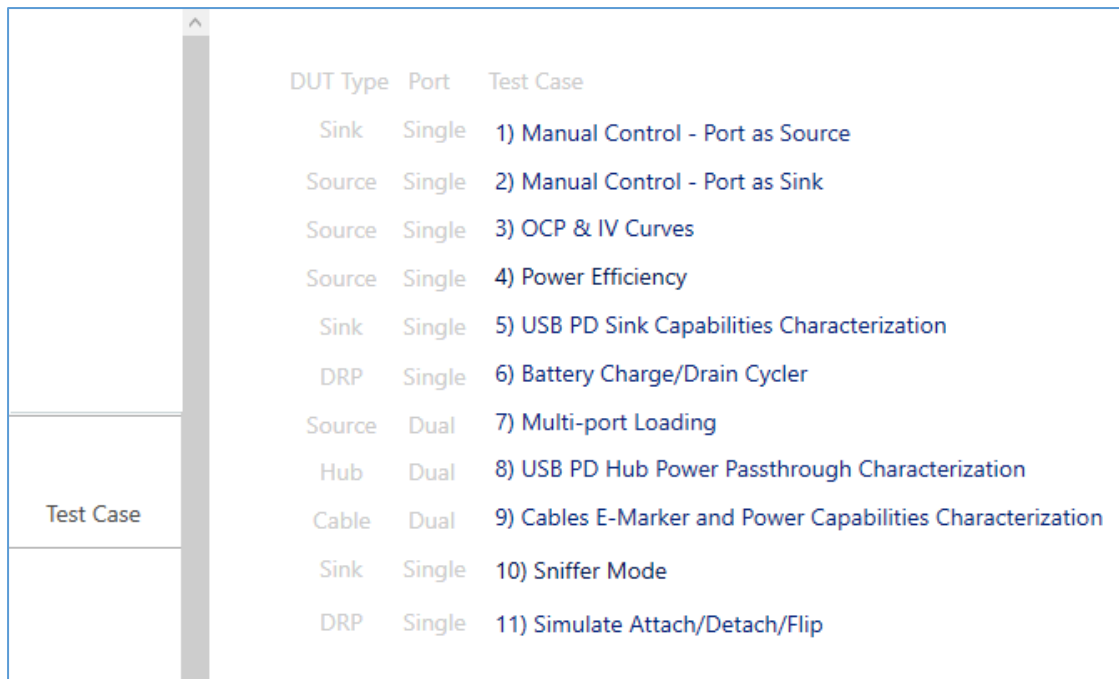 DUT Type Port Test Case
Sink Single 1) Manual Control - Port as Source
Source Single 2) Manual Control - Port as Sink
Source Single 3) OCP & IV Curves
Source Single 4) Power Efficiency
Sink Single 5) USB PD Sink Capabilities Characterization
DRP Single 6) Battery Charge/Drain Cycler
Source Dual 7) Multi-port Loading
Hub Dual 8) USB PD Hub Power Passthrough Characterization
Test Case
Cable Dual 9) Cables E-Marker and Power Capabilities Characterization
Sink Single 10) Sniffer Mode
DRP Single 11) Simulate Attach/Detach/Flip